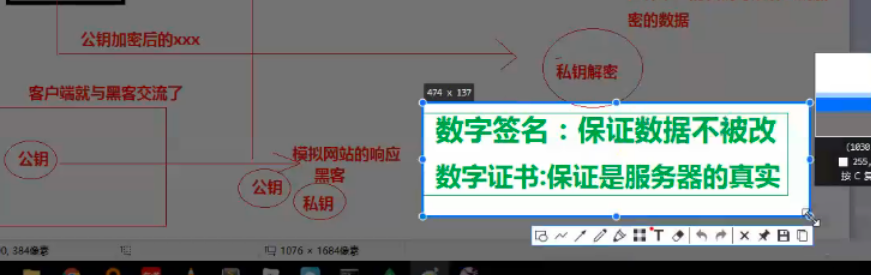 密的数据
公钥加密后的xxx
私钥解密
474 × 137
客户端就与黑客交流了
数字签名：保证数据不被改
模拟网站的响应
黑客
公钥
公钥
私钥
数字证书:保证是服务器的真实
(1030
255,
按 C 复
0, 384像素
1076 × 1684像素
T